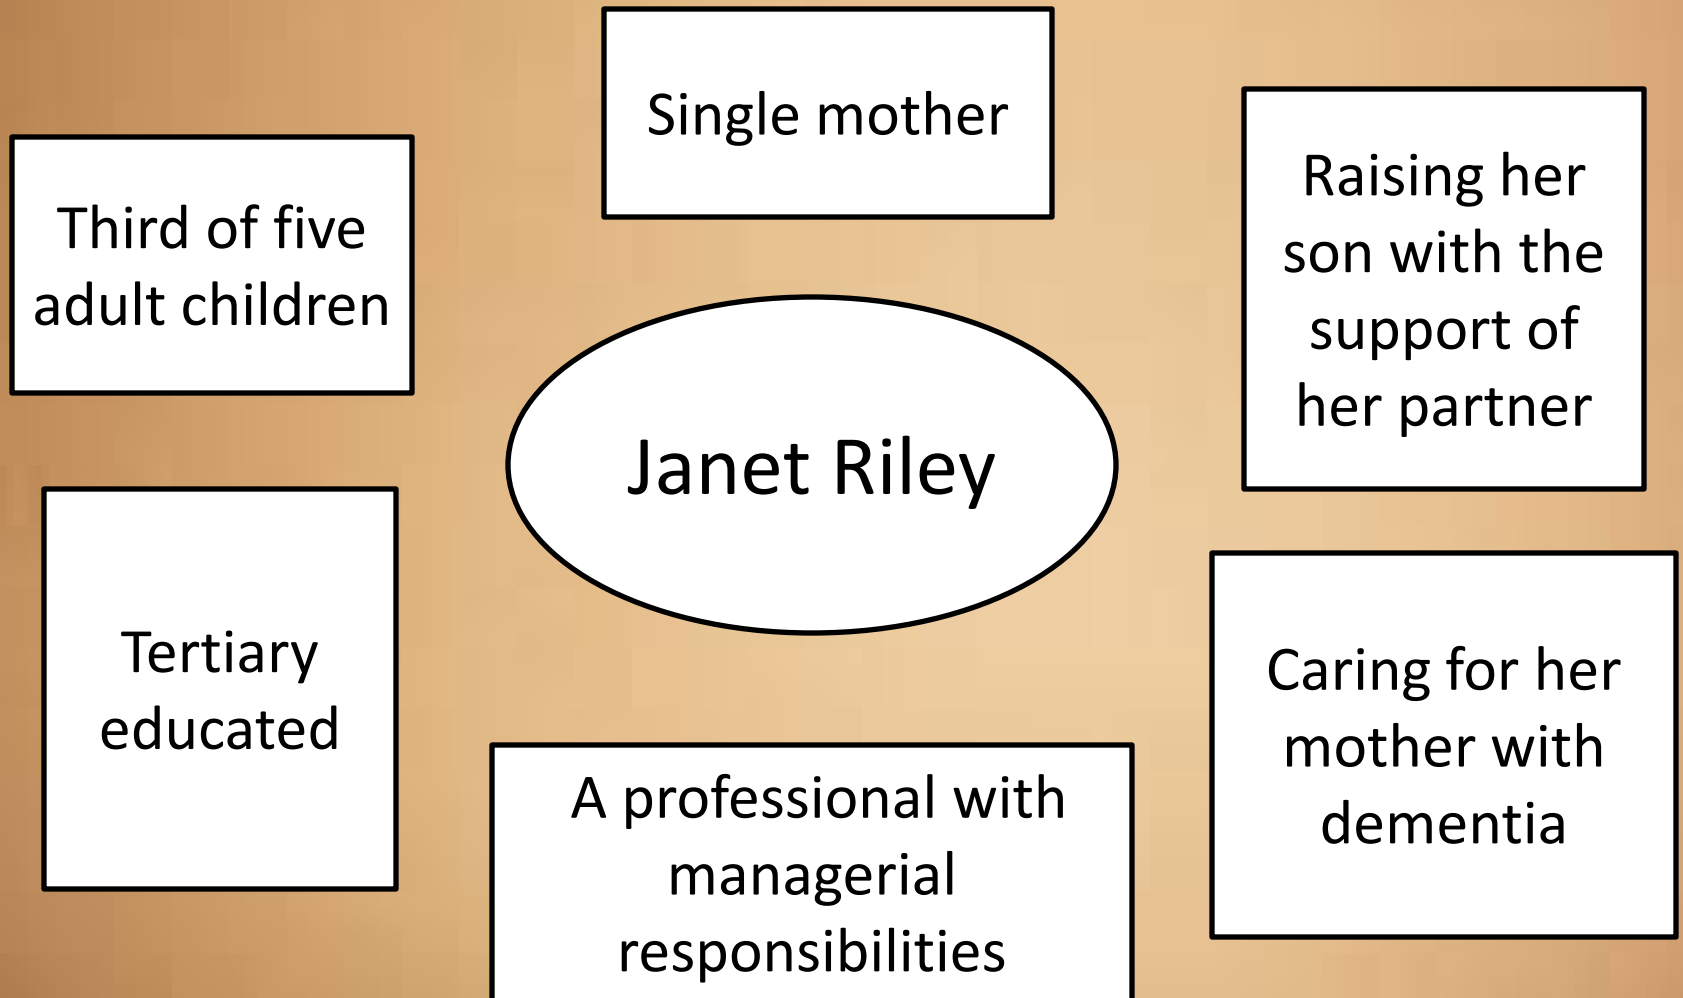 Single mother
Third of five
adult children
Raising her
son with the
support of
her partner
Janet Riley
Tertiary
educated
Caring for her
mother with
dementia
A professional with
managerial
responsibilities